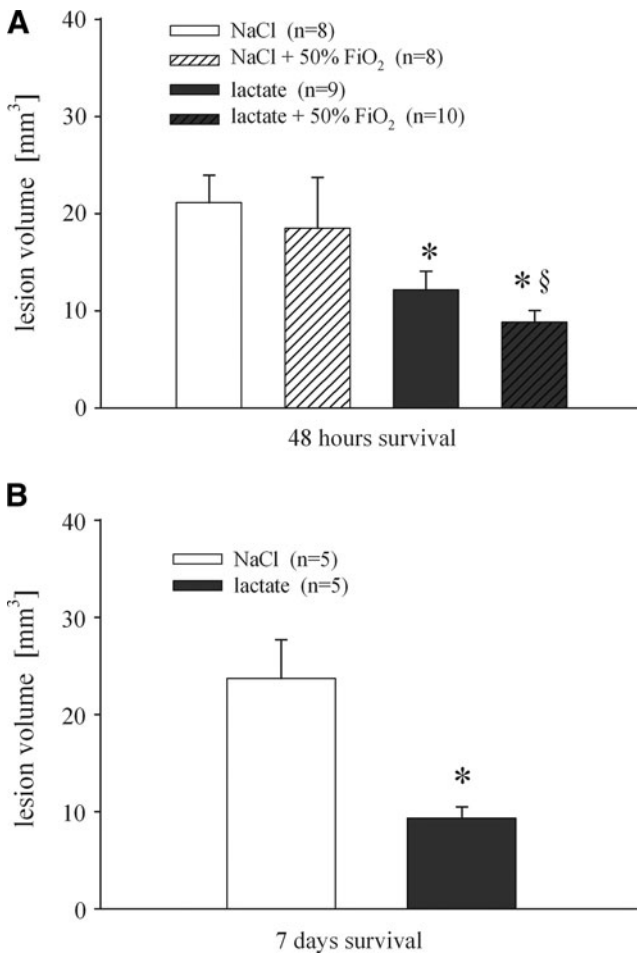 A
NaCl (n=8)
NaCl + 50% FiO₂ (n=8)
lactate (n=9)
lactate + 50% FiO₂ (n=10)
lesion volume [mm³]
40
30
20
10
0
*
* §
48 hours survival
B
NaCl (n=5)
lactate (n=5)
lesion volume [mm³]
40
30
20
10
0
*
7 days survival